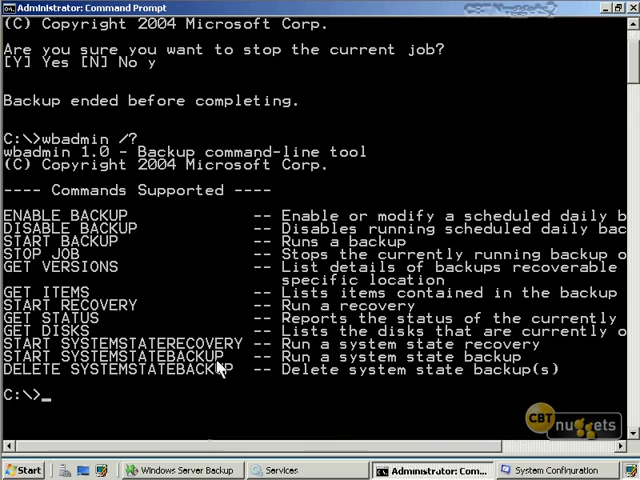 Administrator: Command Prompt
(C) Copyright 2004 Microsoft Corp.
Are you sure you want to stop the current job?
[Y] Yes [N] No y
Backup ended before completing.
C:\>wbadmin /?
wbadmin 1.0 - Backup command-line tool
(C) Copyright 2004 Microsoft Corp.
---- Commands Supported ----
ENABLE BACKUP -- Enable or modify a scheduled daily b
DISABLE BACKUP -- Disables running scheduled daily bac
START BACKUP -- Runs a backup
STOP JOB -- Stops the currently running backup o
GET VERSIONS -- List details of backups recoverable
specific location
GET ITEMS -- Lists items contained in the backup
START RECOVERY -- Run a recovery
GET STATUS -- Reports the status of the currently
GET DISKS -- Lists the disks that are currently o
START SYSTEMSTATERECOVERY -- Run a system state recovery
START SYSTEMSTATEBACKUP -- Run a system state backup
DELETE SYSTEMSTATEBACKUP -- Delete system state backup(s)
C:\>_
CBT nuggets
Start
Windows Server Backup
Services
Administrator: Com...
System Configuration